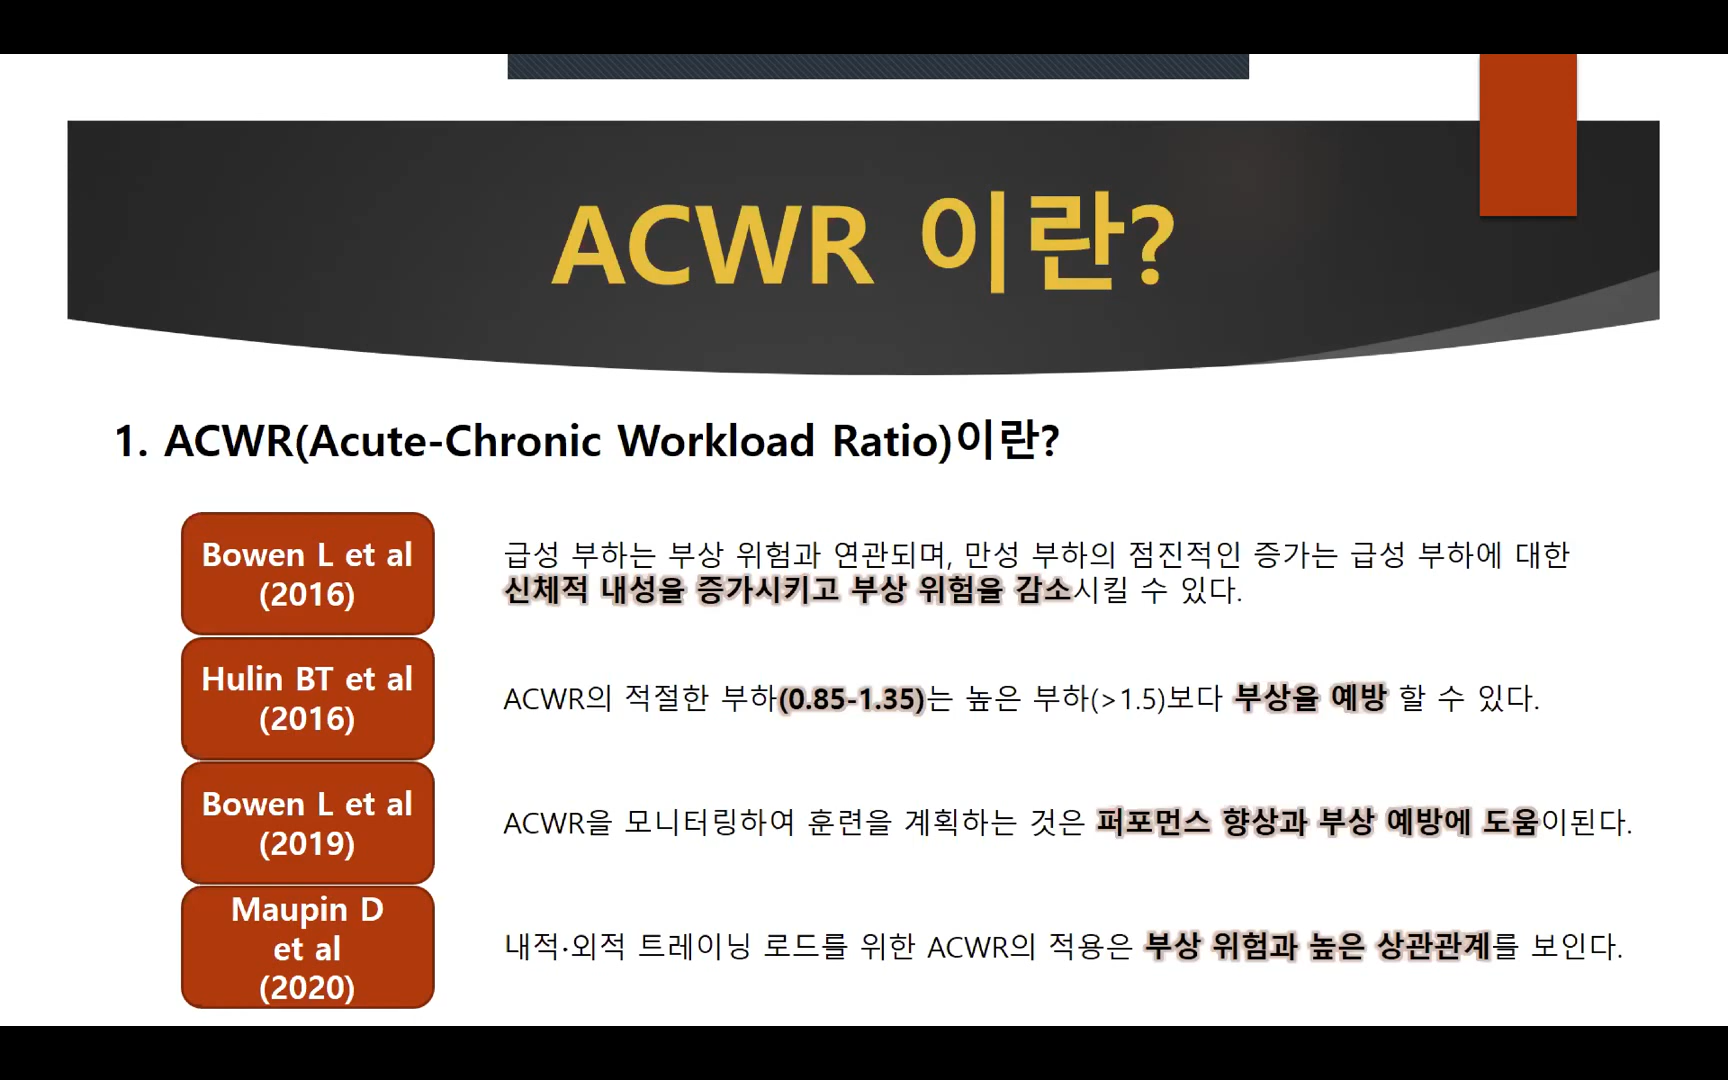 ACWR 이란?
1. ACWR(Acute-Chronic Workload Ratio)이란?
Bowen L et al
(2016)
급성 부하는 부상 위험과 연관되며, 만성 부하의 점진적인 증가는 급성 부하에 대한
신체적 내성을 증가시키고 부상 위험을 감소시킬 수 있다.
Hulin BT et al
(2016)
ACWR의 적절한 부하(0.85-1.35)는 높은 부하(>1.5)보다 부상을 예방 할 수 있다.
Bowen L et al
(2019)
ACWR을 모니터링하여 훈련을 계획하는 것은 퍼포먼스 향상과 부상 예방에 도움이된다.
Maupin D
et al
(2020)
내적·외적 트레이닝 로드를 위한 ACWR의 적용은 부상 위험과 높은 상관관계를 보인다.